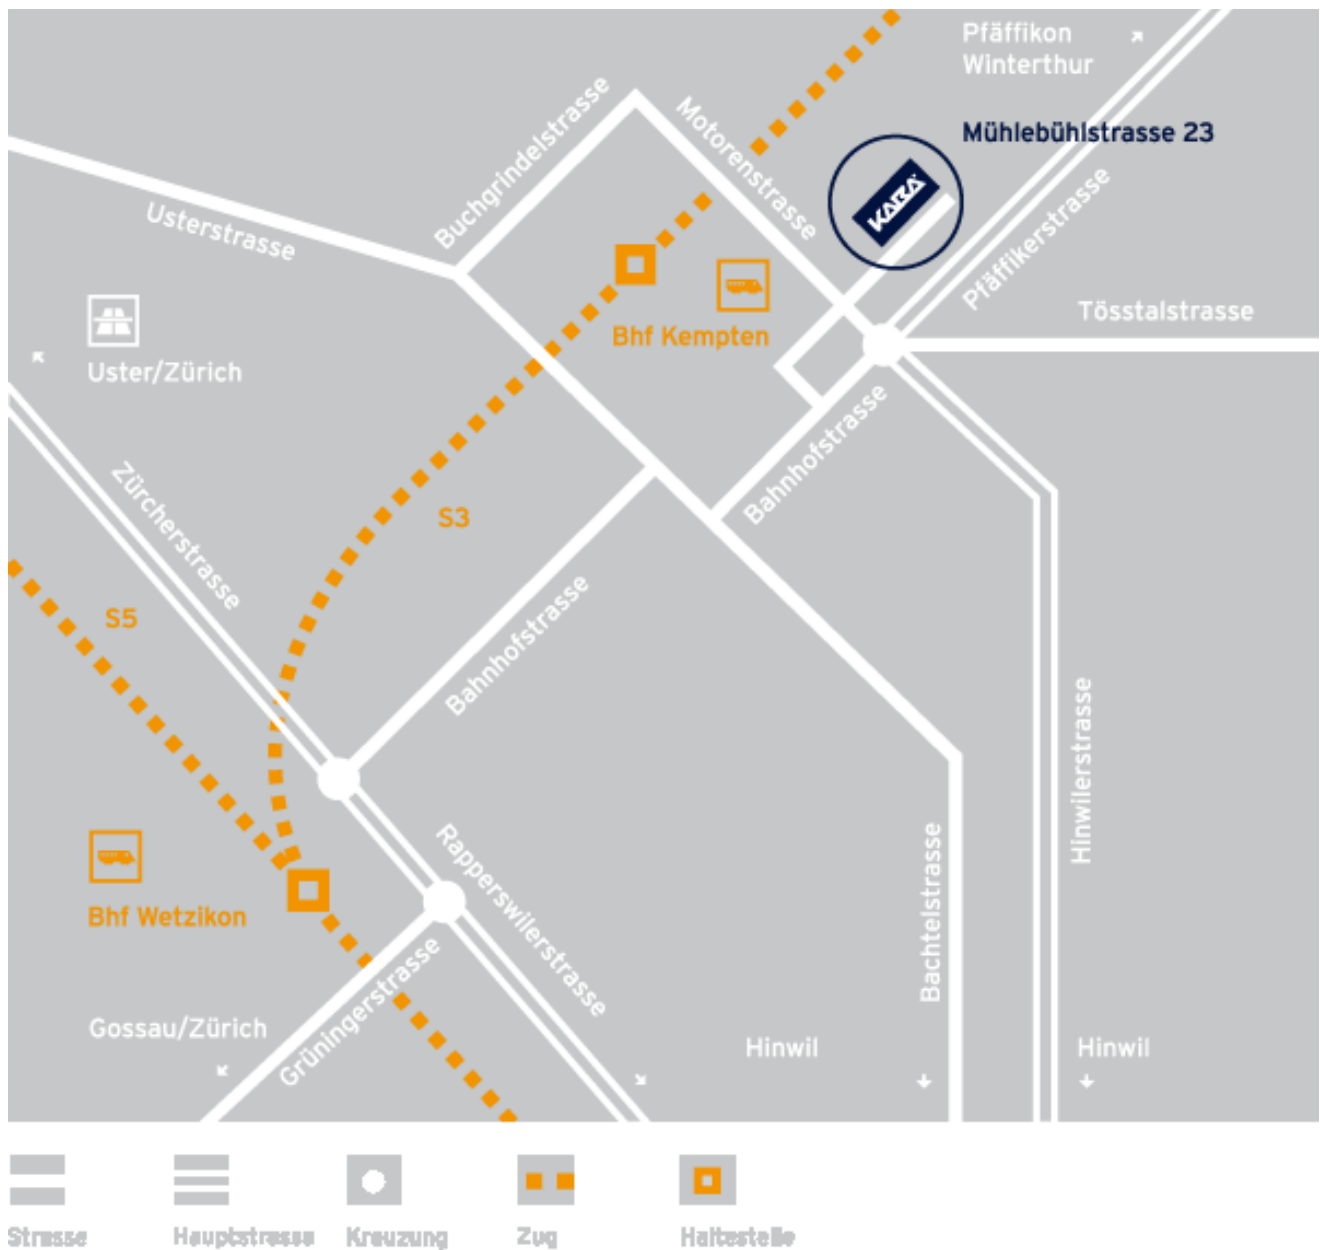 Pfäffikon
Winterthur
Mühlebühlstrasse 23
KABA
Buchgrindelstrasse
Motorenstrasse
Usterstrasse
Pfäffikerstrasse
Tösstalstrasse
Bhf Kempten
Uster/Zürich
Bahnhofstrasse
Zürcherstrasse
S3
S5
Bahnhofstrasse
Hinwilerstrasse
Rapperswilerstrasse
Bachtelstrasse
Bhf Wetzikon
Grüningerstrasse
Gossau/Zürich
Hinwil
Hinwil
Strasse
Hauptstrasse
Kreuzung
Zug
Haltestelle